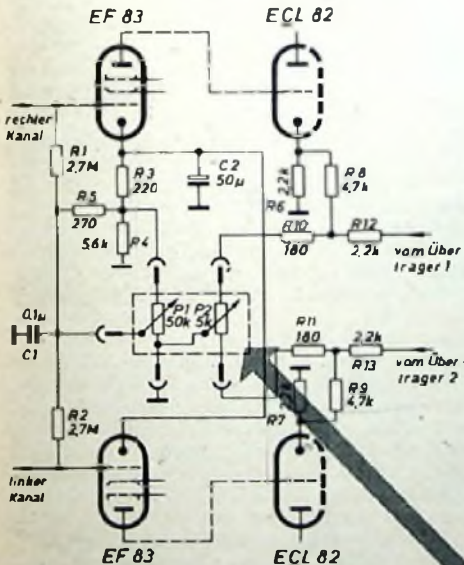 EF 83
ECL 82
rechter
Kanal
R1
2,7M
R3
220
C2
50µ
R5
270
5,6k
R4
2,2k
R6
R8
4,7k
R10
180
R12
2,2k
vom Über
trager 1
0,1µ
C1
P1
50k
P2
5k
R11
180
2,2k
R13
vom Über-
trager 2
R2
2,7M
R7
R9
4,7k
linker
Kanal
EF 83
ECL 82